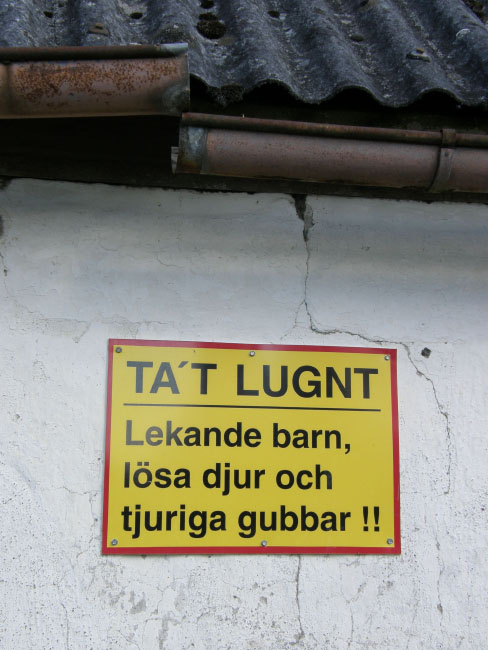 TA´T LUGNT
Lekande barn,
lösa djur och
tjuriga gubbar !!